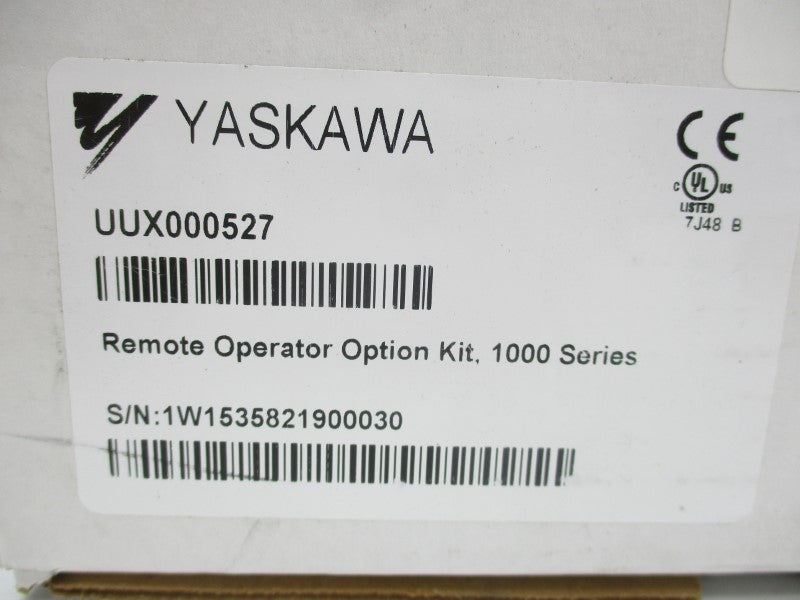 YASKAWA
CE
C UL US
LISTED
7J48 B
UUX000527
Remote Operator Option Kit, 1000 Series
S/N:1W1535821900030